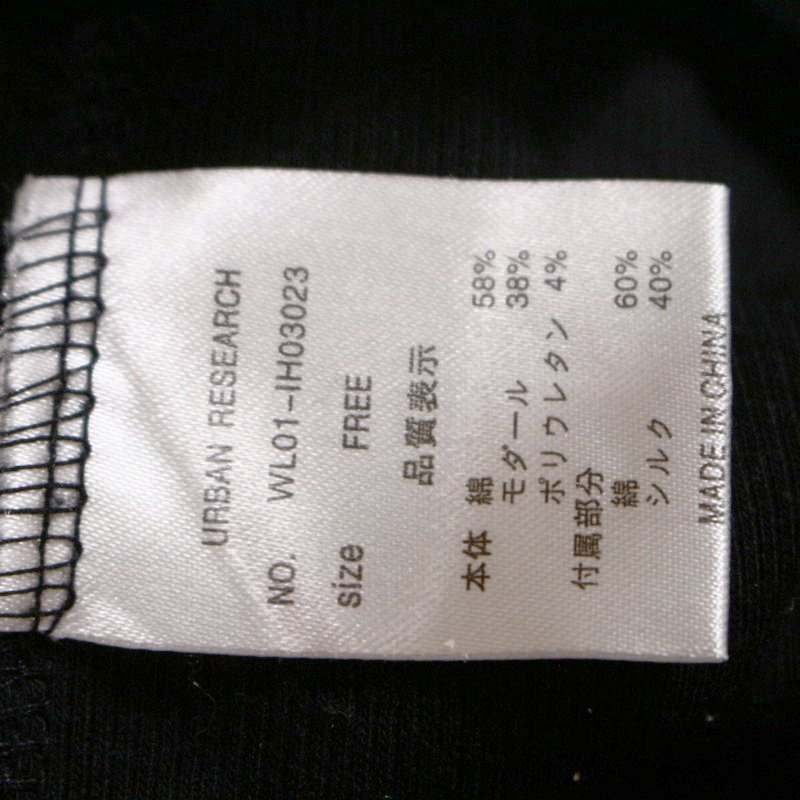 URBAN RESEARCH
NO. WL01-IH03023
size FREE
品質表示
本体 綿 58%
モダール 38%
ポリウレタン 4%
付属部分
綿 60%
シルク 40%
MADE IN CHINA